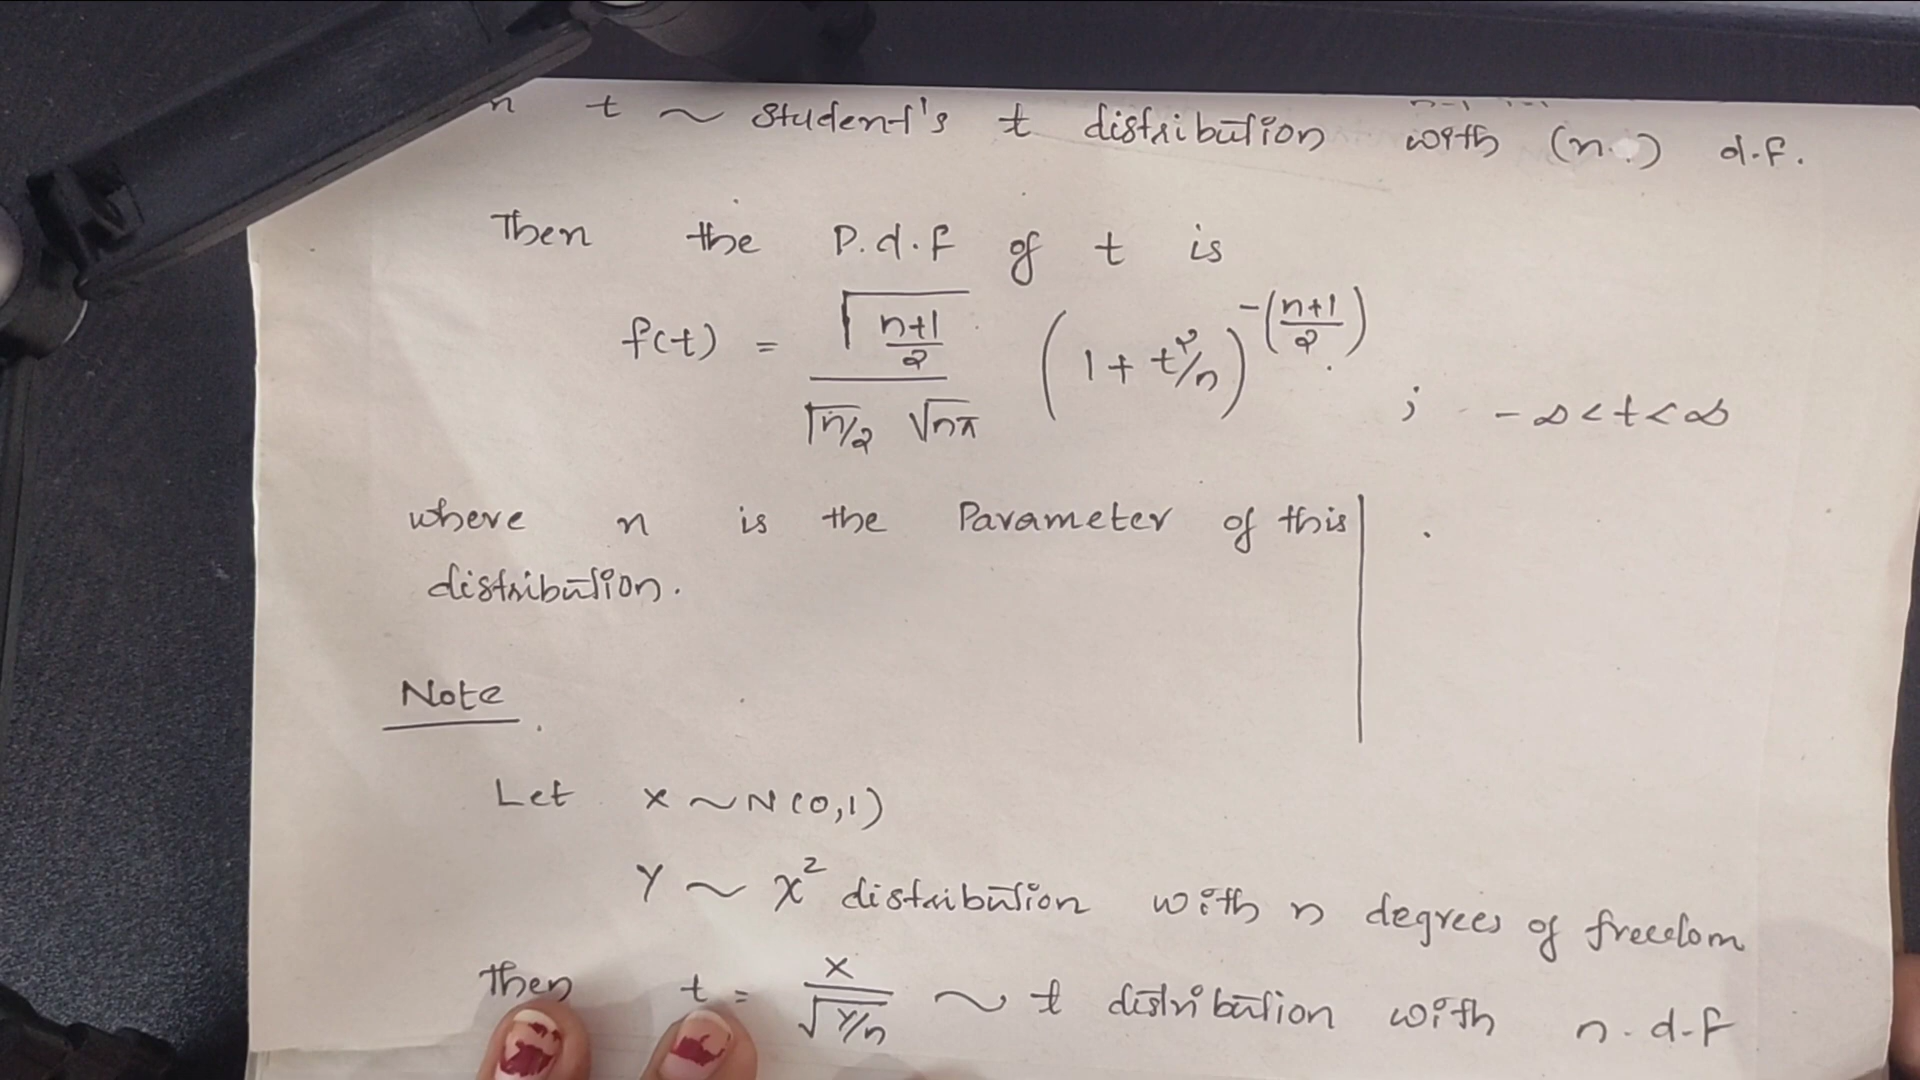 n t ~ Student's t distribution with (n ) d.f.
Then the P.d.f of t is
f(t) = Γ(n+1)/2 / (Γn/2 √nπ) (1 + t²/n)^-((n+1)/2) ; -∞ < t < ∞
where n is the Parameter of this
distribution.
Note
Let x ~ N(0,1)
Y ~ χ² distribution with n degrees of freedom
Then t = x / √(Y/n) ~ t distribution with n.d.f